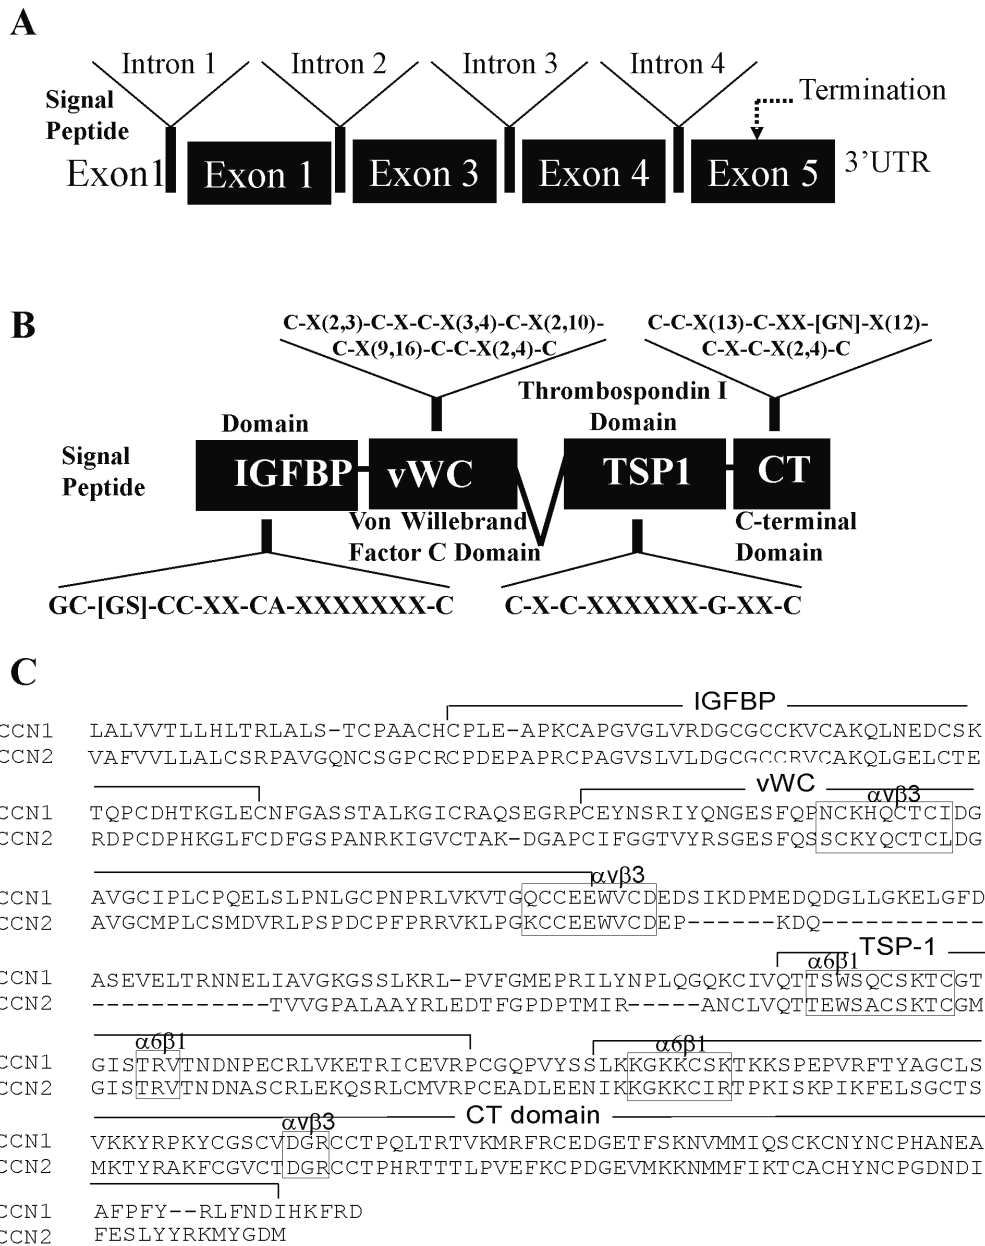 A
Intron 1 Intron 2 Intron 3 Intron 4
Signal
Peptide
Termination
Exon1 Exon 1 Exon 3 Exon 4 Exon 5 3’UTR
B
C-X(2,3)-C-X-C-X(3,4)-C-X(2,10)-
C-X(9,16)-C-C-X(2,4)-C
C-C-X(13)-C-XX-[GN]-X(12)-
C-X-C-X(2,4)-C
Thrombospondin I
Domain
Domain
Signal
Peptide
IGFBP vWC TSP1 CT
Von Willebrand
Factor C Domain
C-terminal
Domain
GC-[GS]-CC-XX-CA-XXXXXXX-C
C-X-C-XXXXXX-G-XX-C
C
IGFBP
CCN1 LALVVTLLHLTRLALS-TCPAACHCPLE-APKCAPGVGLVRDGCGCCKVCAKQLNEDCSK
CCN2 VAFVVLLALCSRPAVGQNCSGPCRCPDEPAPRCPAGVSLVLDGCGCCRVCAKQLGELCTE
vWC
αvβ3
CCN1 TQPCDHTKGLECNFGASSTALKGICRAQSEGRPCEYNSRIYQNGESFQPNCKHQCTCIDG
CCN2 RDPCDPHKGLFCDFGSPANRKIGVCTAK-DGAPCIFGGTVYRSGESFQSSCKYQCTCLDG
αvβ3
CCN1 AVGCIPLCPQELSLPNLGCPNPRLVKVTGQCCEEWVCDEDSIKDPMEDQDGLLGKELGFD
CCN2 AVGCMPLCSMDVRLPSPDCPFPRRVKLPGKCCEEWVCDEP------KDQ-----------
TSP-1
α6β1
CCN1 ASEVELTRNNELIAVGKGSSLKRL-PVFGMEPRILYNPLQGQKCIVQTTSWSQCSKTCGT
CCN2 ------------TVVGPALAAYRLEDTFGPDPTMIR-----ANCLVQTTEWSACSKTCGM
α6β1 α6β1
CCN1 GISTRVTNDNPECRLVKETRICEVRPCGQPVYSSLKKGKKCSKTKKSPEPVRFTYAGCLS
CCN2 GISTRVTNDNASCRLEKQSRLCMVRPCEADLEENIKKGKKCIRTPKISKPIKFELSGCTS
CT domain
αvβ3
CCN1 VKKYRPKYCGSCVDGRCCTPQLTRTVKMRFRCEDGETFSKNVMMIQSCKCNYNCPHANEA
CCN2 MKTYRAKFCGVCTDGRCCTPHRTTTLPVEFKCPDGEVMKKNMMFIKTCACHYNCPGDNDI
CCN1 AFPFY--RLFNDIHKFRD
CCN2 FESLYYRKMYGDM